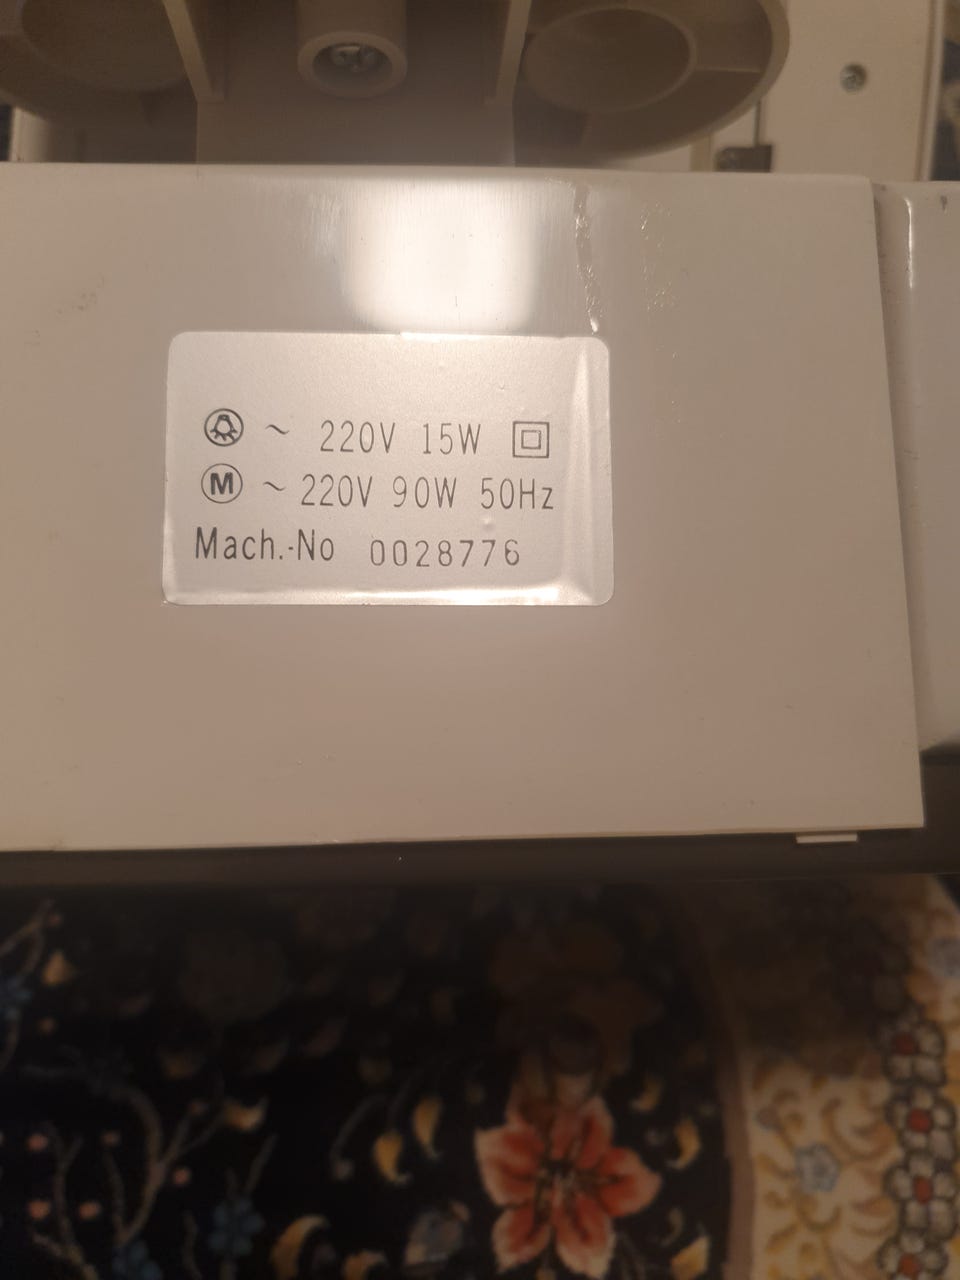 ~ 220V 15W
M ~ 220V 90W 50Hz
Mach.-No 0028776